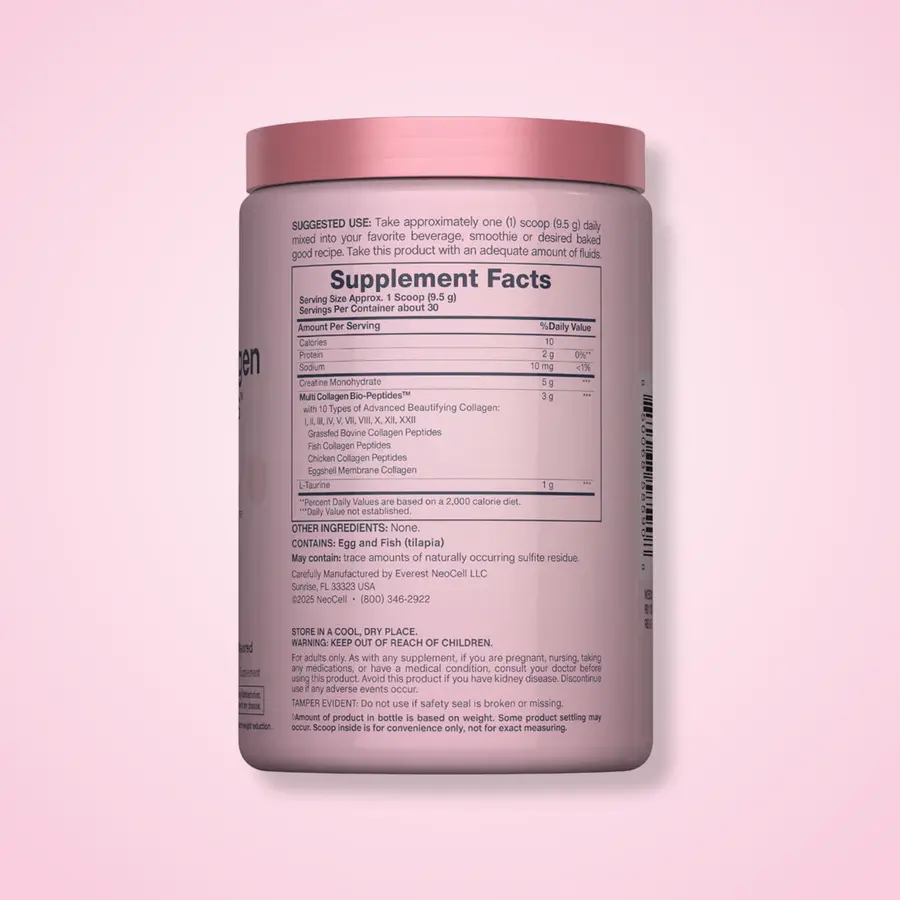 SUGGESTED USE: Take approximately one (1) scoop (9.5 g) daily
mixed into your favorite beverage, smoothie or desired baked
good recipe. Take this product with an adequate amount of fluids.
Supplement Facts
Serving Size Approx. 1 Scoop (9.5 g)
Servings Per Container about 30
Amount Per Serving %Daily Value
Calories 10
Protein 2 g 0%**
Sodium 10 mg <1%
Creatine Monohydrate 5 g ***
Multi Collagen Bio-Peptides™ 3 g ***
with 10 Types of Advanced Beautifying Collagen:
I, II, III, IV, V, VII, VIII, X, XII, XXII
Grassfed Bovine Collagen Peptides
Fish Collagen Peptides
Chicken Collagen Peptides
Eggshell Membrane Collagen
L-Taurine 1 g ***
**Percent Daily Values are based on a 2,000 calorie diet.
***Daily Value not established.
OTHER INGREDIENTS: None.
CONTAINS: Egg and Fish (tilapia)
May contain: trace amounts of naturally occurring sulfite residue.
Carefully Manufactured by Everest NeoCell LLC
Sunrise, FL 33323 USA
©2025 NeoCell • (800) 346-2922
STORE IN A COOL, DRY PLACE.
WARNING: KEEP OUT OF REACH OF CHILDREN.
For adults only. As with any supplement, if you are pregnant, nursing, taking
any medications, or have a medical condition, consult your doctor before
using this product. Avoid this product if you have kidney disease. Discontinue
use if any adverse events occur.
TAMPER EVIDENT: Do not use if safety seal is broken or missing.
◊Amount of product in bottle is based on weight. Some product settling may
occur. Scoop inside is for convenience only, not for exact measuring.
gen